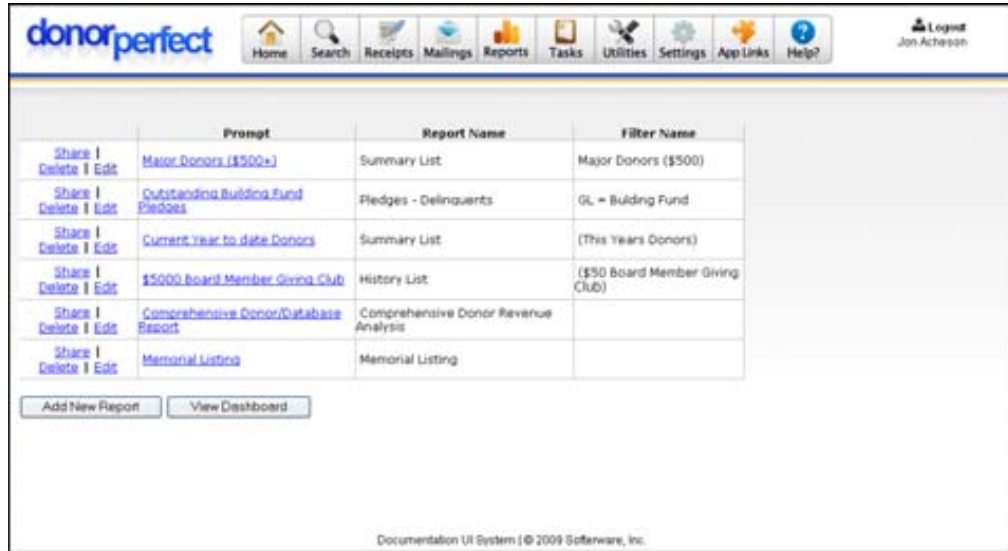 donorperfect
Home Search Receipts Mailings Reports Tasks Utilities Settings App Links Help?
Logout
Jon Acheson
Prompt Report Name Filter Name
Share |
Delete | Edit
Major Donors ($500+)
Summary List
Major Donors ($500)
Share |
Delete | Edit
Outstanding Building Fund
Pledges
Pledges - Delinquents
GL = Bulding Fund
Share |
Delete | Edit
Current Year to date Donors
Summary List
(This Years Donors)
Share |
Delete | Edit
$5000 Board Member Giving Club
History List
($50 Board Member Giving
Club)
Share |
Delete | Edit
Comprehensive Donor/Database
Report
Comprehensive Donor Revenue
Analysis
Share |
Delete | Edit
Memorial Listing
Memorial Listing
Add New Report View Dashboard
Documentation UI System | © 2009 Softerware, Inc.